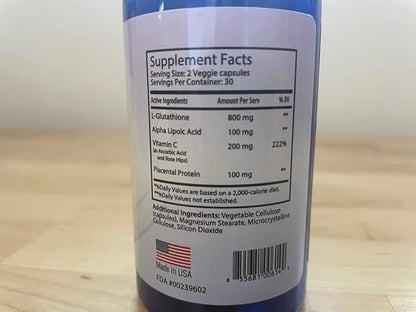 Supplement Facts
Serving Size: 2 Veggie capsules
Servings Per Container: 30
Active Ingredients Amount Per Serv % DV
L-Glutathione 800 mg **
Alpha Lipoic Acid 100 mg **
Vitamin C 200 mg 222%
(as Ascorbic Acid
and Rose Hips)
Placental Protein 100 mg **
*%Daily Values are based on a 2,000-calorie diet.
**%Daily Values not established.
Additional Ingredients: Vegetable Cellulose
(capsules), Magnesium Stearate, Microcrystalline
Cellulose, Silicon Dioxide
Made in USA
FDA #00239602